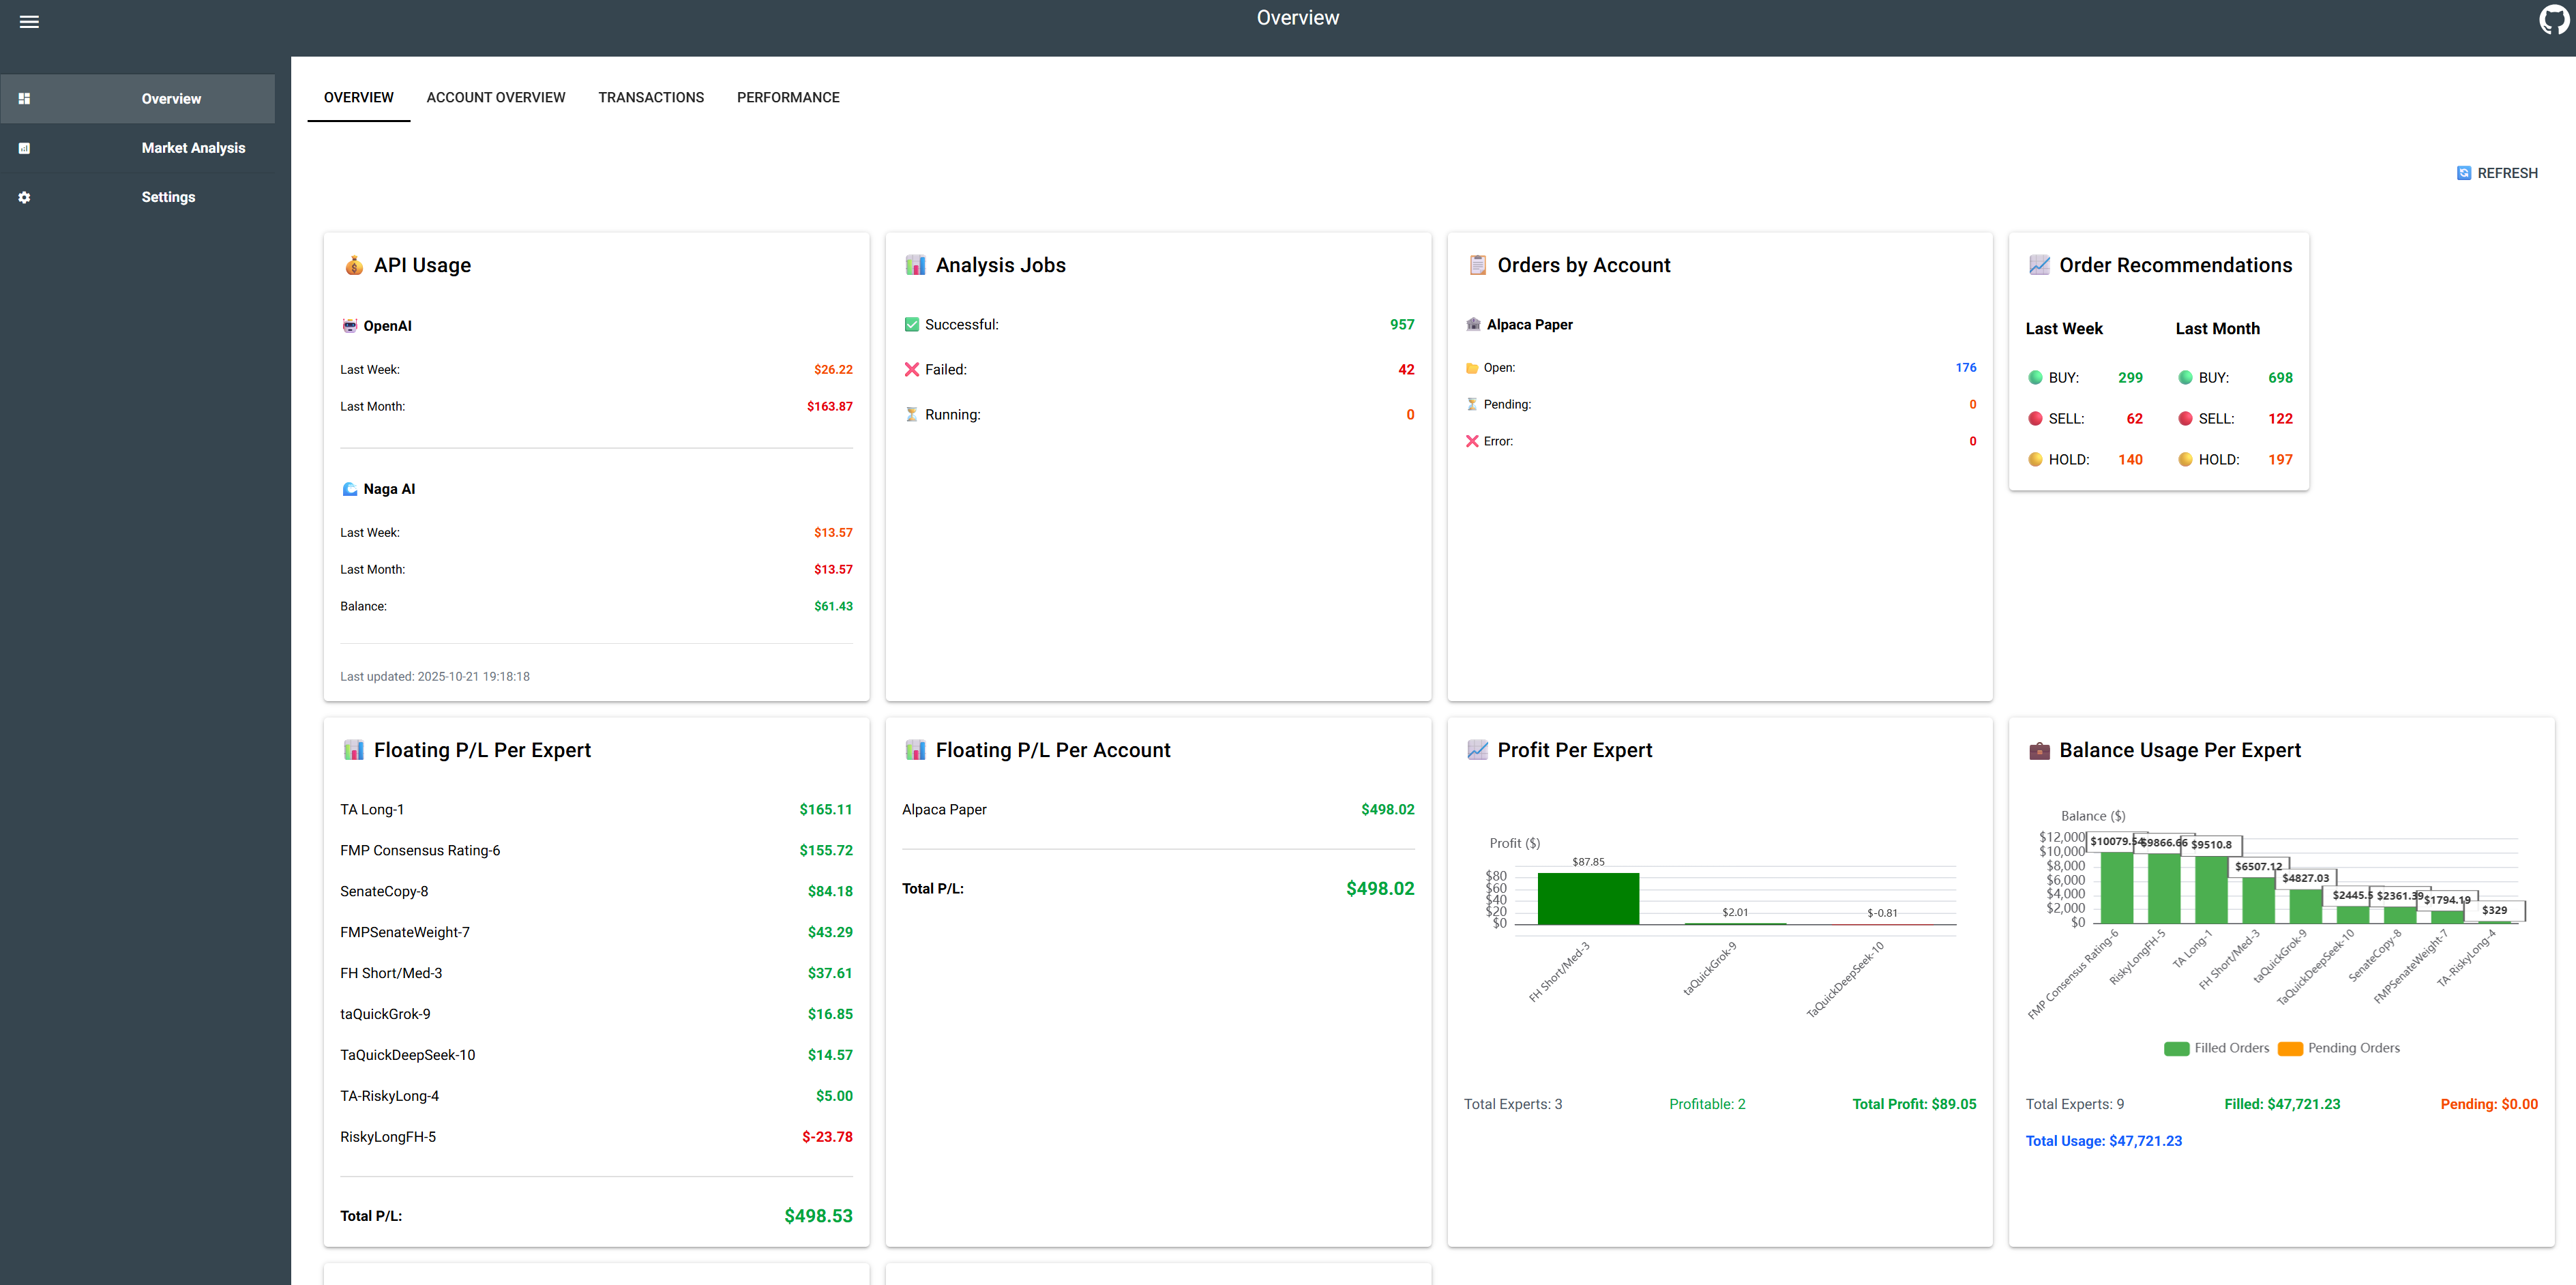 Overview
Overview
Market Analysis
Settings
OVERVIEW
ACCOUNT OVERVIEW
TRANSACTIONS
PERFORMANCE
REFRESH
API Usage
OpenAI
Last Week: $26.22
Last Month: $163.87
Naga AI
Last Week: $13.57
Last Month: $13.57
Balance: $61.43
Last updated: 2025-10-21 19:18:18
Analysis Jobs
Successful: 957
Failed: 42
Running: 0
Orders by Account
Alpaca Paper
Open: 176
Pending: 0
Error: 0
Order Recommendations
Last Week Last Month
BUY: 299 BUY: 698
SELL: 62 SELL: 122
HOLD: 140 HOLD: 197
Floating P/L Per Expert
TA Long-1 $165.11
FMP Consensus Rating-6 $155.72
SenateCopy-8 $84.18
FMPSenateWeight-7 $43.29
FH Short/Med-3 $37.61
taQuickGrok-9 $16.85
TaQuickDeepSeek-10 $14.57
TA-RiskyLong-4 $5.00
RiskyLongFH-5 $-23.78
Total P/L: $498.53
Floating P/L Per Account
Alpaca Paper $498.02
Total P/L: $498.02
Profit Per Expert
Profit ($)
$87.85
$2.01
$-0.81
$80
$60
$40
$20
$0
FH Short/Med-3
taQuickGrok-9
TaQuickDeepSeek-10
Total Experts: 3 Profitable: 2 Total Profit: $89.05
Balance Usage Per Expert
Balance ($)
$12,000
$10,000
$8,000
$6,000
$4,000
$2,000
$0
$10079.54
$9866.66
$9510.8
$6507.12
$4827.03
$2445.5
$2361.39
$1794.19
$329
FMP Consensus Rating-6
RiskyLongFH-5
TA Long-1
FH Short/Med-3
taQuickGrok-9
TaQuickDeepSeek-10
SenateCopy-8
FMPSenateWeight-7
TA-RiskyLong-4
Filled Orders Pending Orders
Total Experts: 9 Filled: $47,721.23 Pending: $0.00
Total Usage: $47,721.23